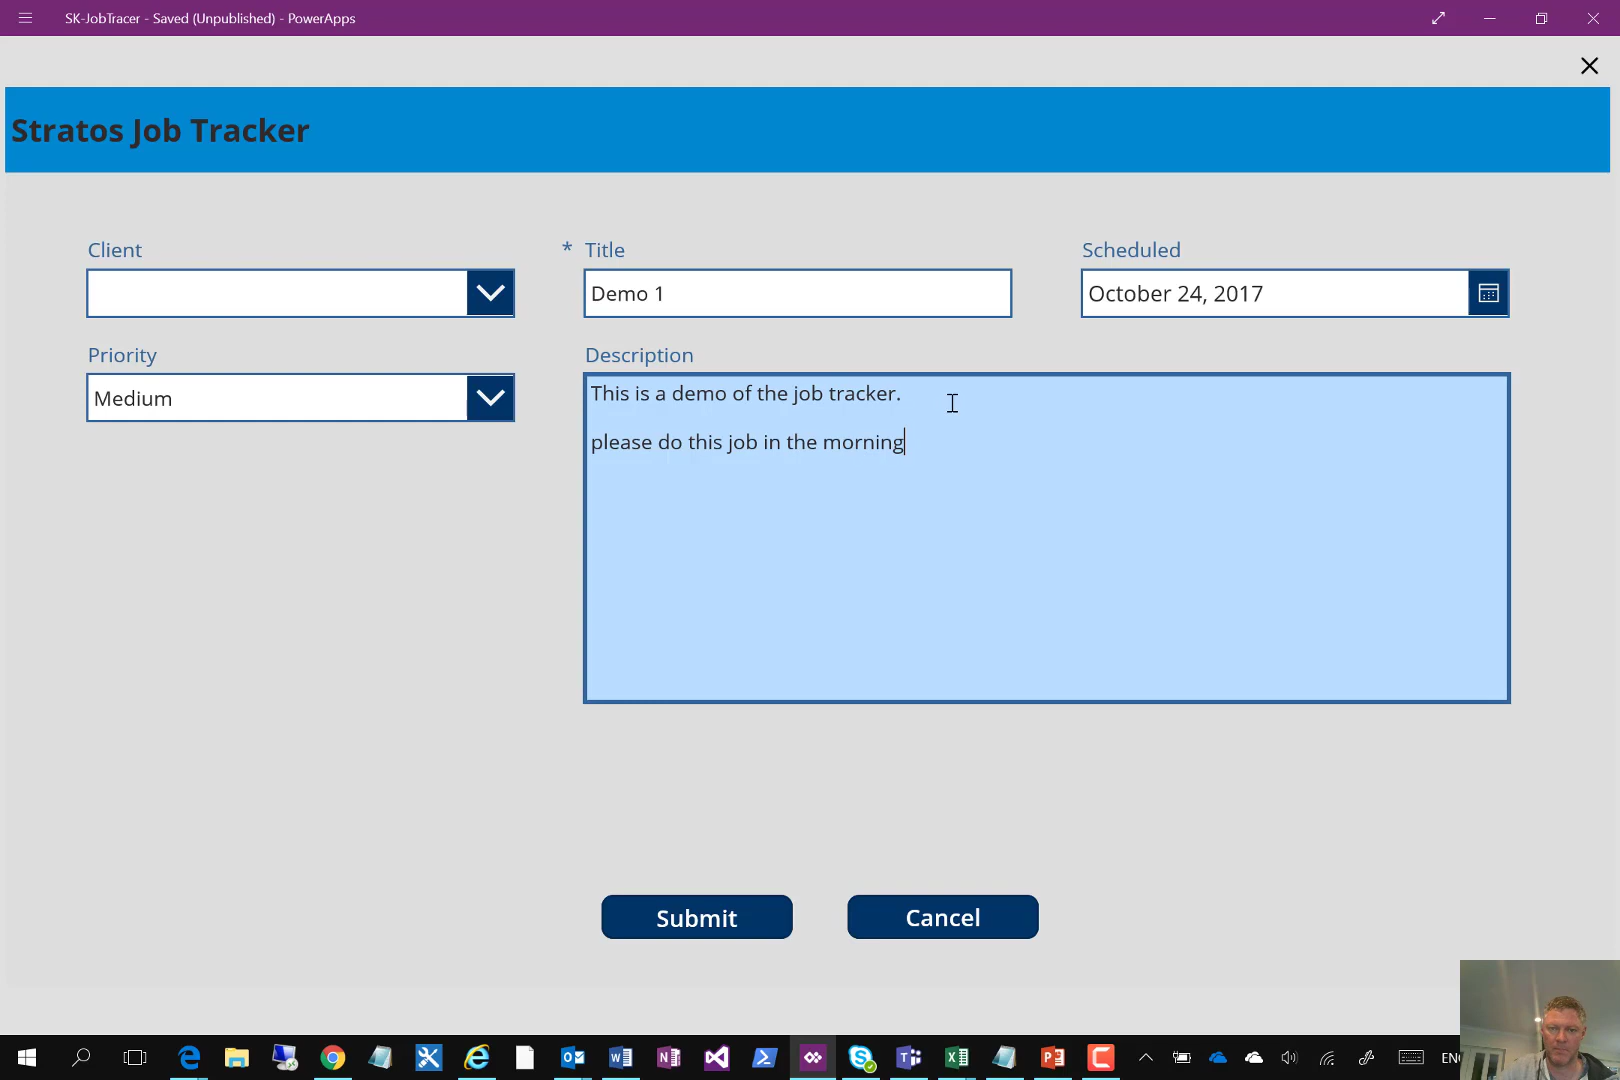 SK-JobTracer - Saved (Unpublished) - PowerApps
Stratos Job Tracker
Client
* Title
Scheduled
Demo 1
October 24, 2017
Priority
Description
Medium
This is a demo of the job tracker.
please do this job in the morning
Submit
Cancel